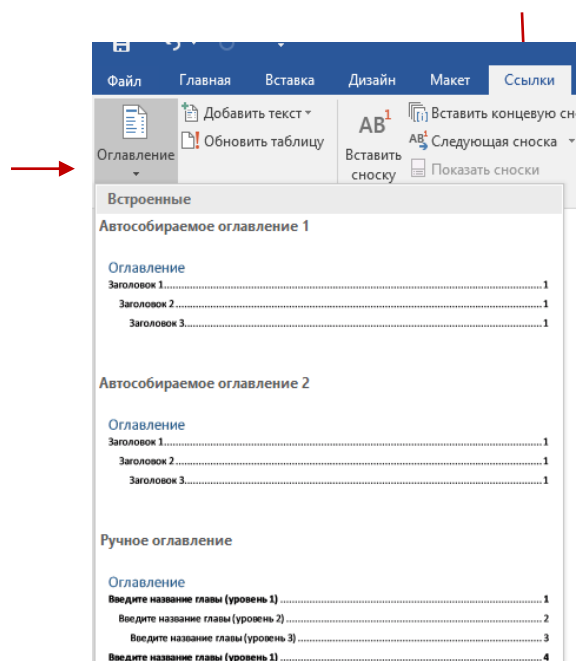 Файл Главная Вставка Дизайн Макет Ссылки
Оглавление
Добавить текст
Обновить таблицу
AB1
Вставить
сноску
Вставить концевую сн
AB1 Следующая сноска
Показать сноски
Встроенные
Автособираемое оглавление 1
Оглавление
Заголовок 1 1
Заголовок 2 1
Заголовок 3 1
Автособираемое оглавление 2
Оглавление
Заголовок 1 1
Заголовок 2 1
Заголовок 3 1
Ручное оглавление
Оглавление
Введите название главы (уровень 1) 1
Введите название главы (уровень 2) 2
Введите название главы (уровень 3) 3
Введите название главы (уровень 1) 4